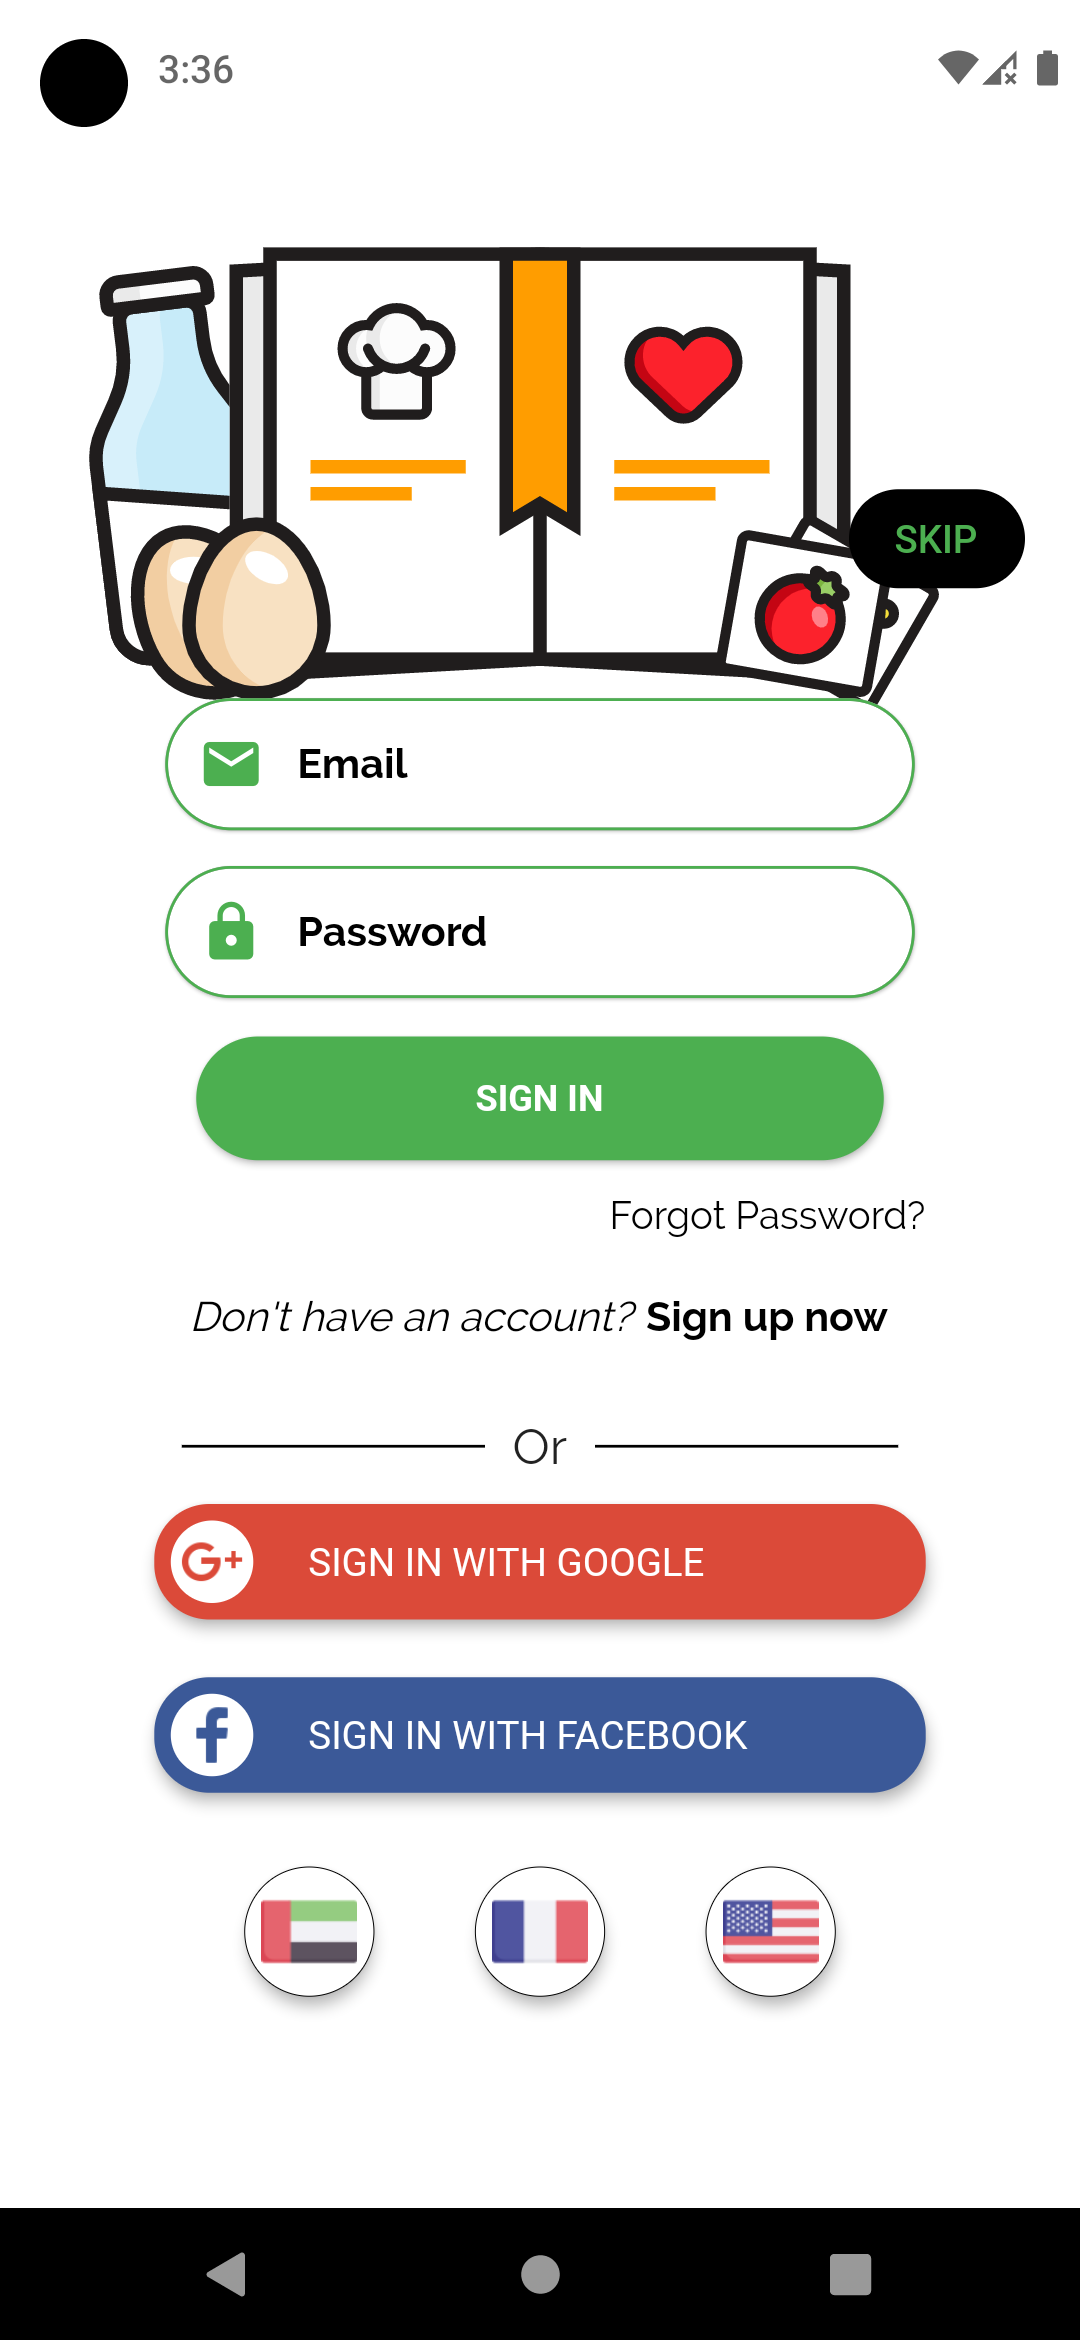 3:36
SKIP
Email
Password
SIGN IN
Forgot Password?
Don't have an account? Sign up now
Or
G+ SIGN IN WITH GOOGLE
f SIGN IN WITH FACEBOOK